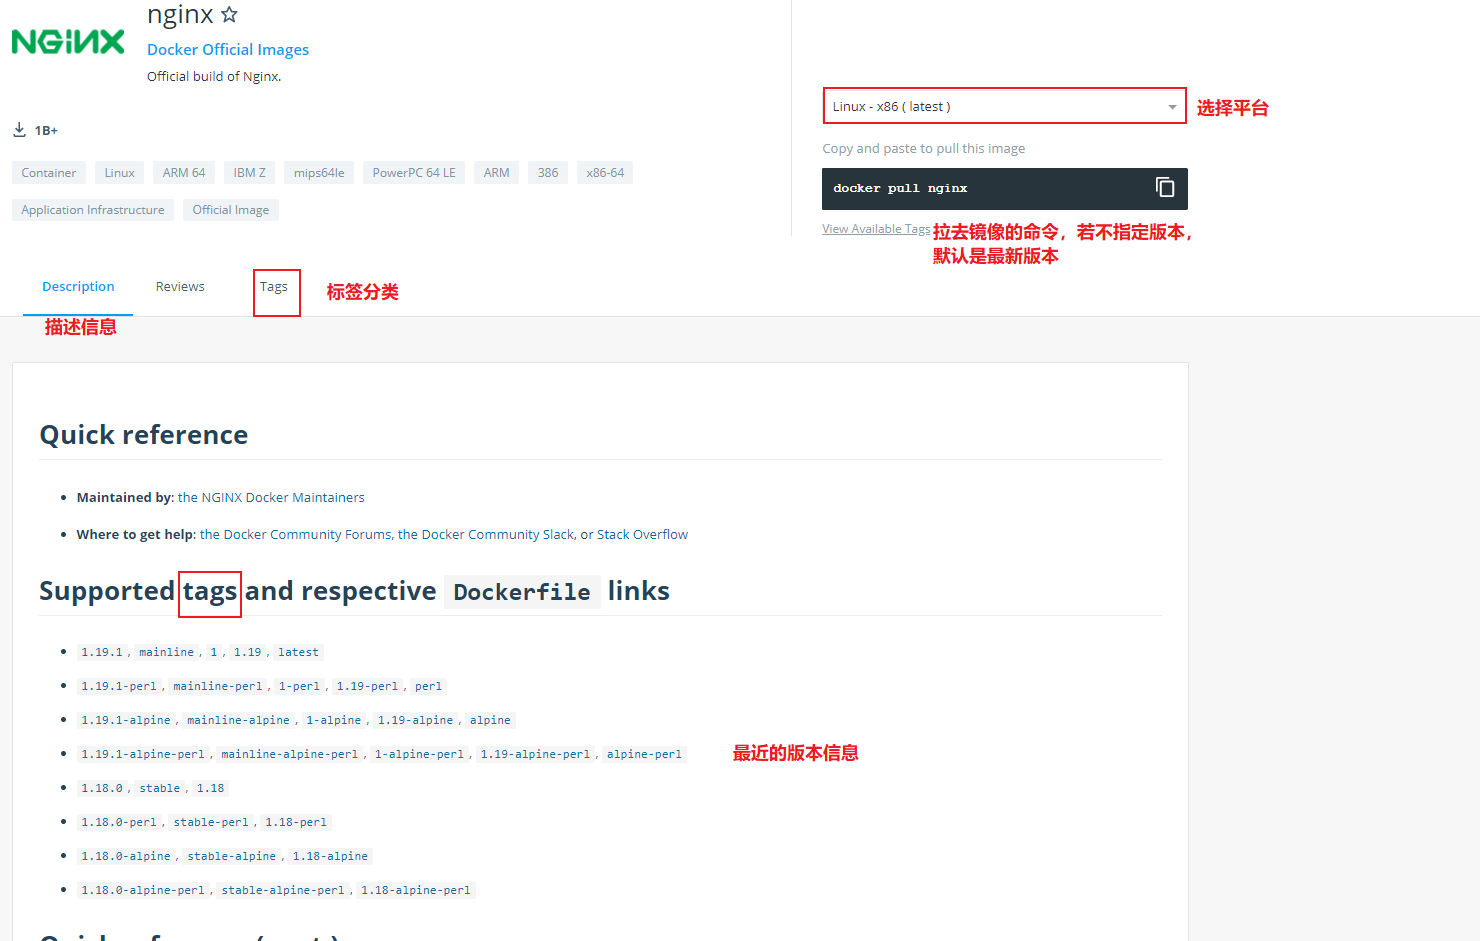 NGINX
nginx
Docker Official Images
Official build of Nginx.
1B+
Container Linux ARM 64 IBM Z mips64le PowerPC 64 LE ARM 386 x86-64
Application Infrastructure Official Image
Linux - x86 ( latest )
选择平台
Copy and paste to pull this image
docker pull nginx
View Available Tags
拉去镜像的命令，若不指定版本，
默认是最新版本
Description Reviews Tags
标签分类
描述信息
Quick reference
• Maintained by: the NGINX Docker Maintainers
• Where to get help: the Docker Community Forums, the Docker Community Slack, or Stack Overflow
Supported tags and respective Dockerfile links
• 1.19.1, mainline, 1, 1.19, latest
• 1.19.1-perl, mainline-perl, 1-perl, 1.19-perl, perl
• 1.19.1-alpine, mainline-alpine, 1-alpine, 1.19-alpine, alpine
• 1.19.1-alpine-perl, mainline-alpine-perl, 1-alpine-perl, 1.19-alpine-perl, alpine-perl
最近的版本信息
• 1.18.0, stable, 1.18
• 1.18.0-perl, stable-perl, 1.18-perl
• 1.18.0-alpine, stable-alpine, 1.18-alpine
• 1.18.0-alpine-perl, stable-alpine-perl, 1.18-alpine-perl